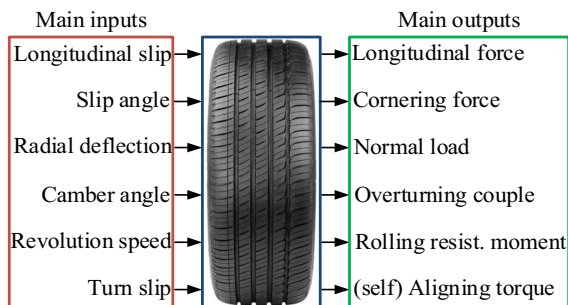 Main inputs
Main outputs
Longitudinal slip
Longitudinal force
Slip angle
Cornering force
Radial deflection
Normal load
Camber angle
Overturning couple
Revolution speed
Rolling resist. moment
Turn slip
(self) Aligning torque